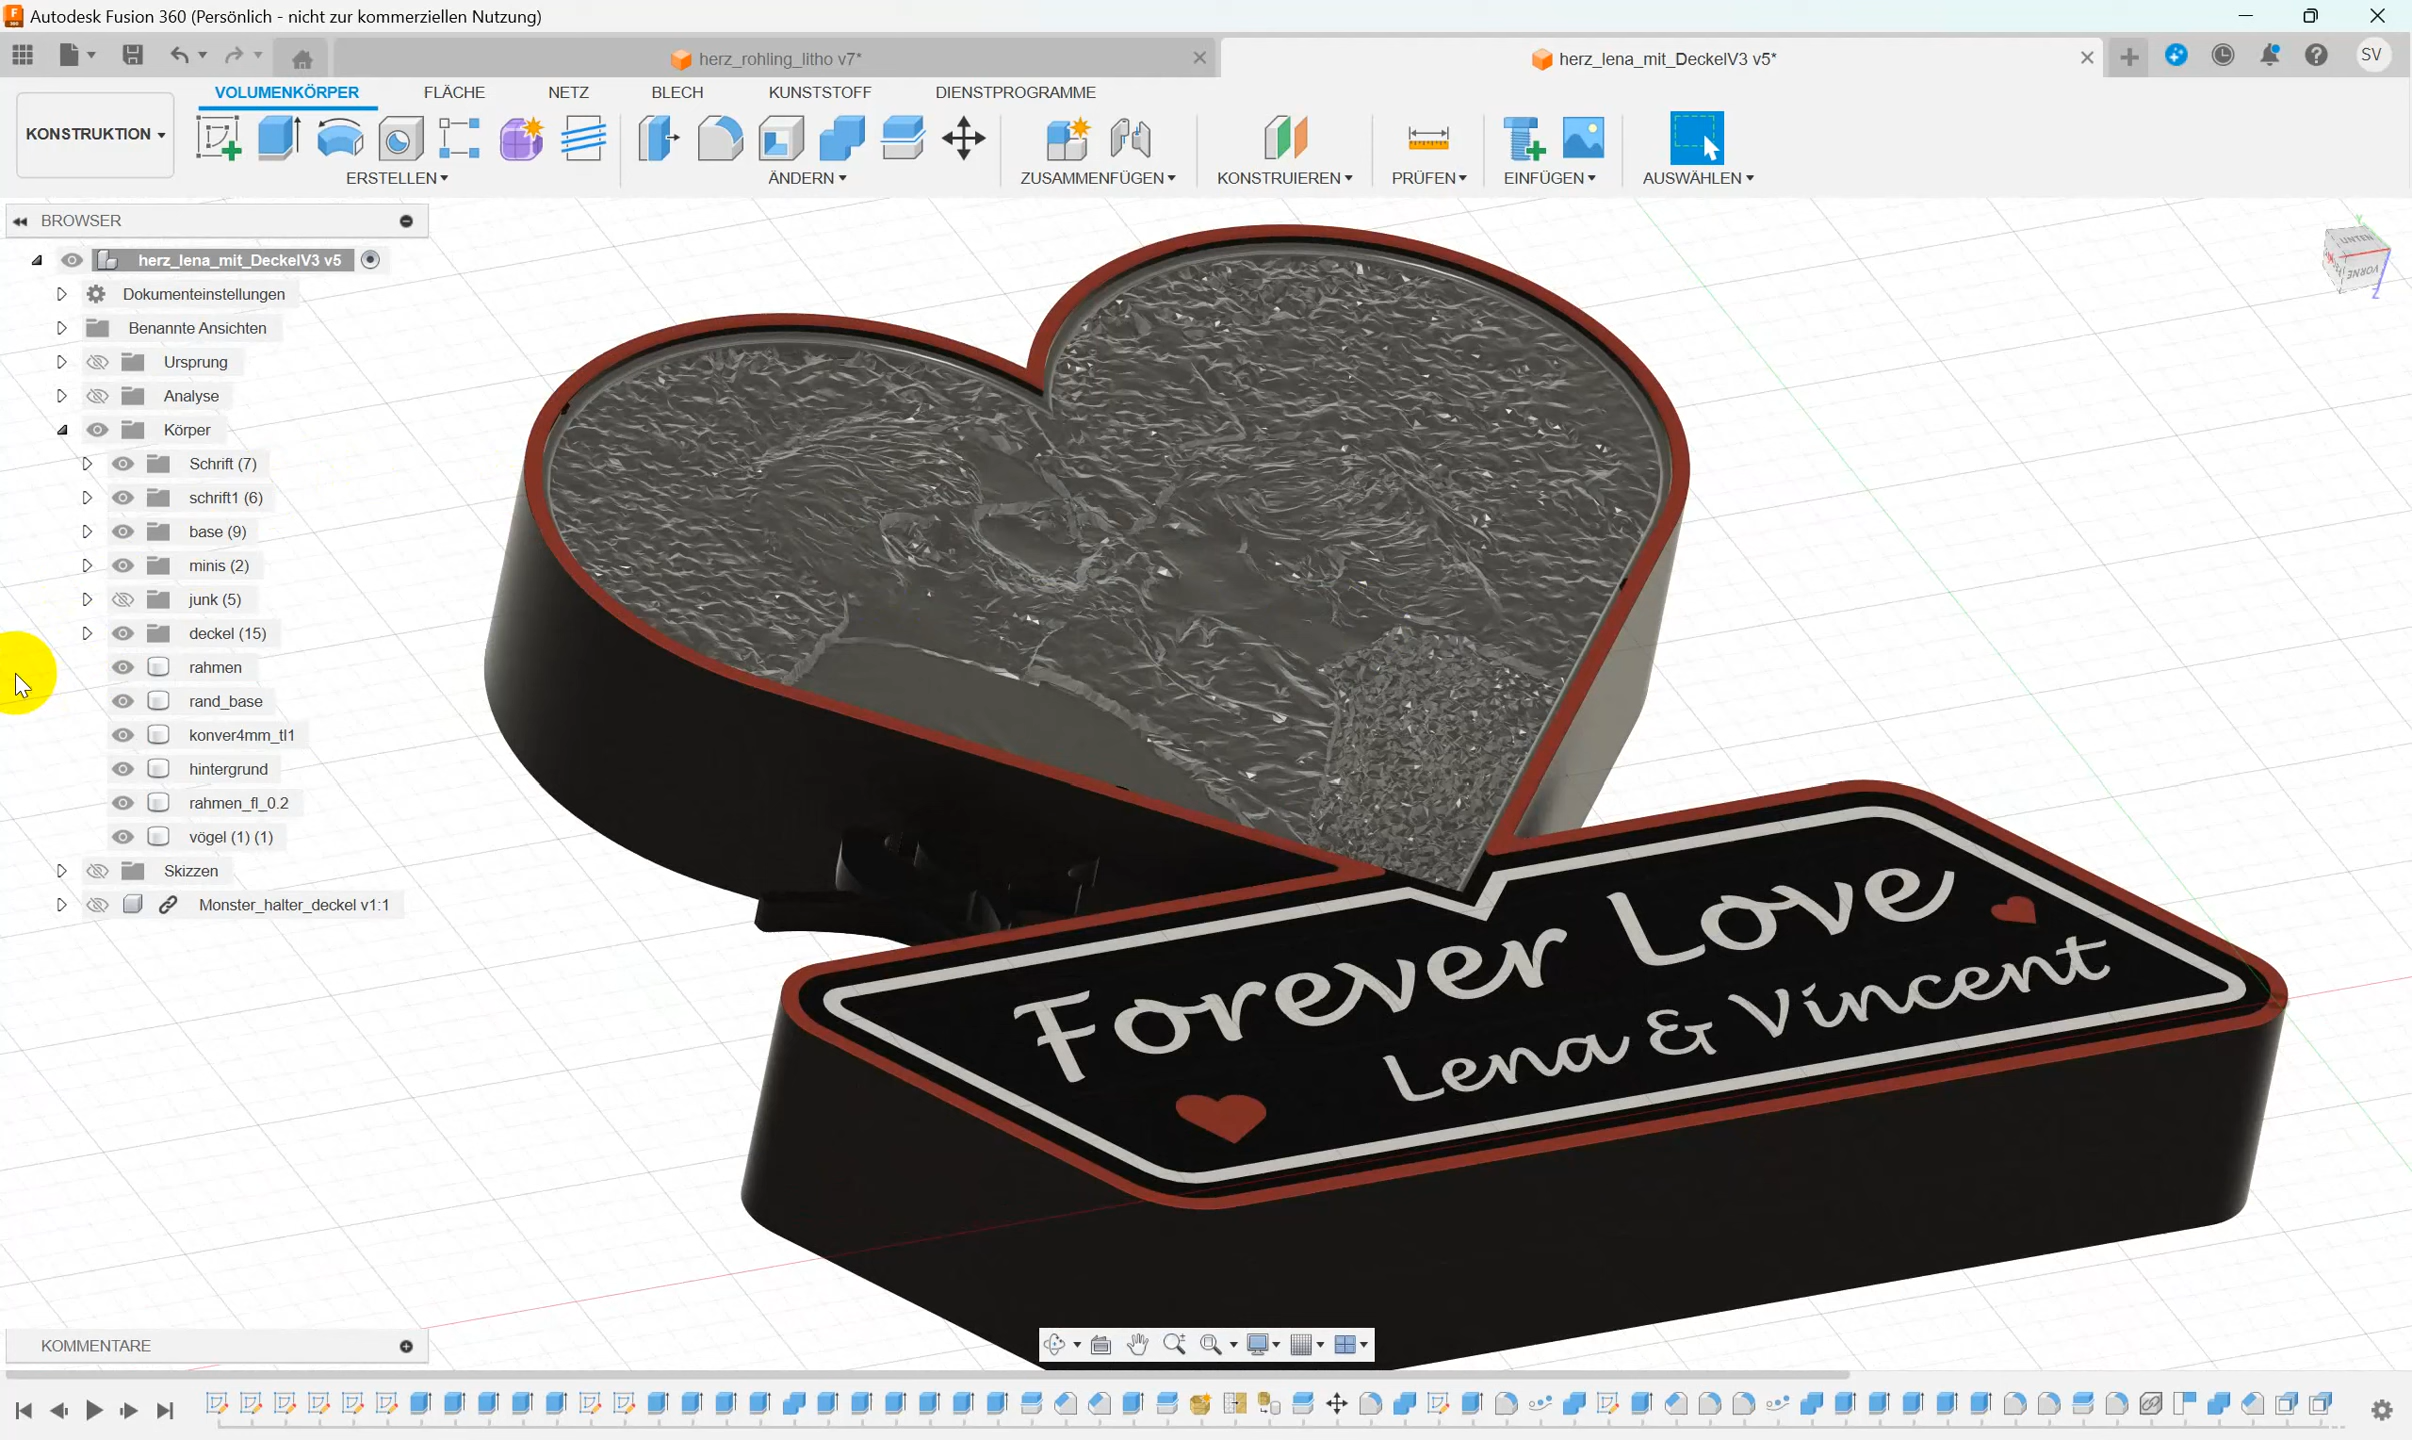 Autodesk Fusion 360 (Persönlich - nicht zur kommerziellen Nutzung)
herz_rohling_litho v7*
herz_lena_mit_DeckelV3 v5*
SV
VOLUMENKÖRPER FLÄCHE NETZ BLECH KUNSTSTOFF DIENSTPROGRAMME
KONSTRUKTION
ERSTELLEN ÄNDERN ZUSAMMENFÜGEN KONSTRUIEREN PRÜFEN EINFÜGEN AUSWÄHLEN
BROWSER
herz_lena_mit_DeckelV3 v5
Dokumenteinstellungen
Benannte Ansichten
Ursprung
Analyse
Körper
Schrift (7)
schrift1 (6)
base (9)
minis (2)
junk (5)
deckel (15)
rahmen
rand_base
konver4mm_tl1
hintergrund
rahmen_fl_0.2
vögel (1) (1)
Skizzen
Monster_halter_deckel v1:1
Y
UNTEN
VORNE
Z
Forever Love
Lena & Vincent
KOMMENTARE